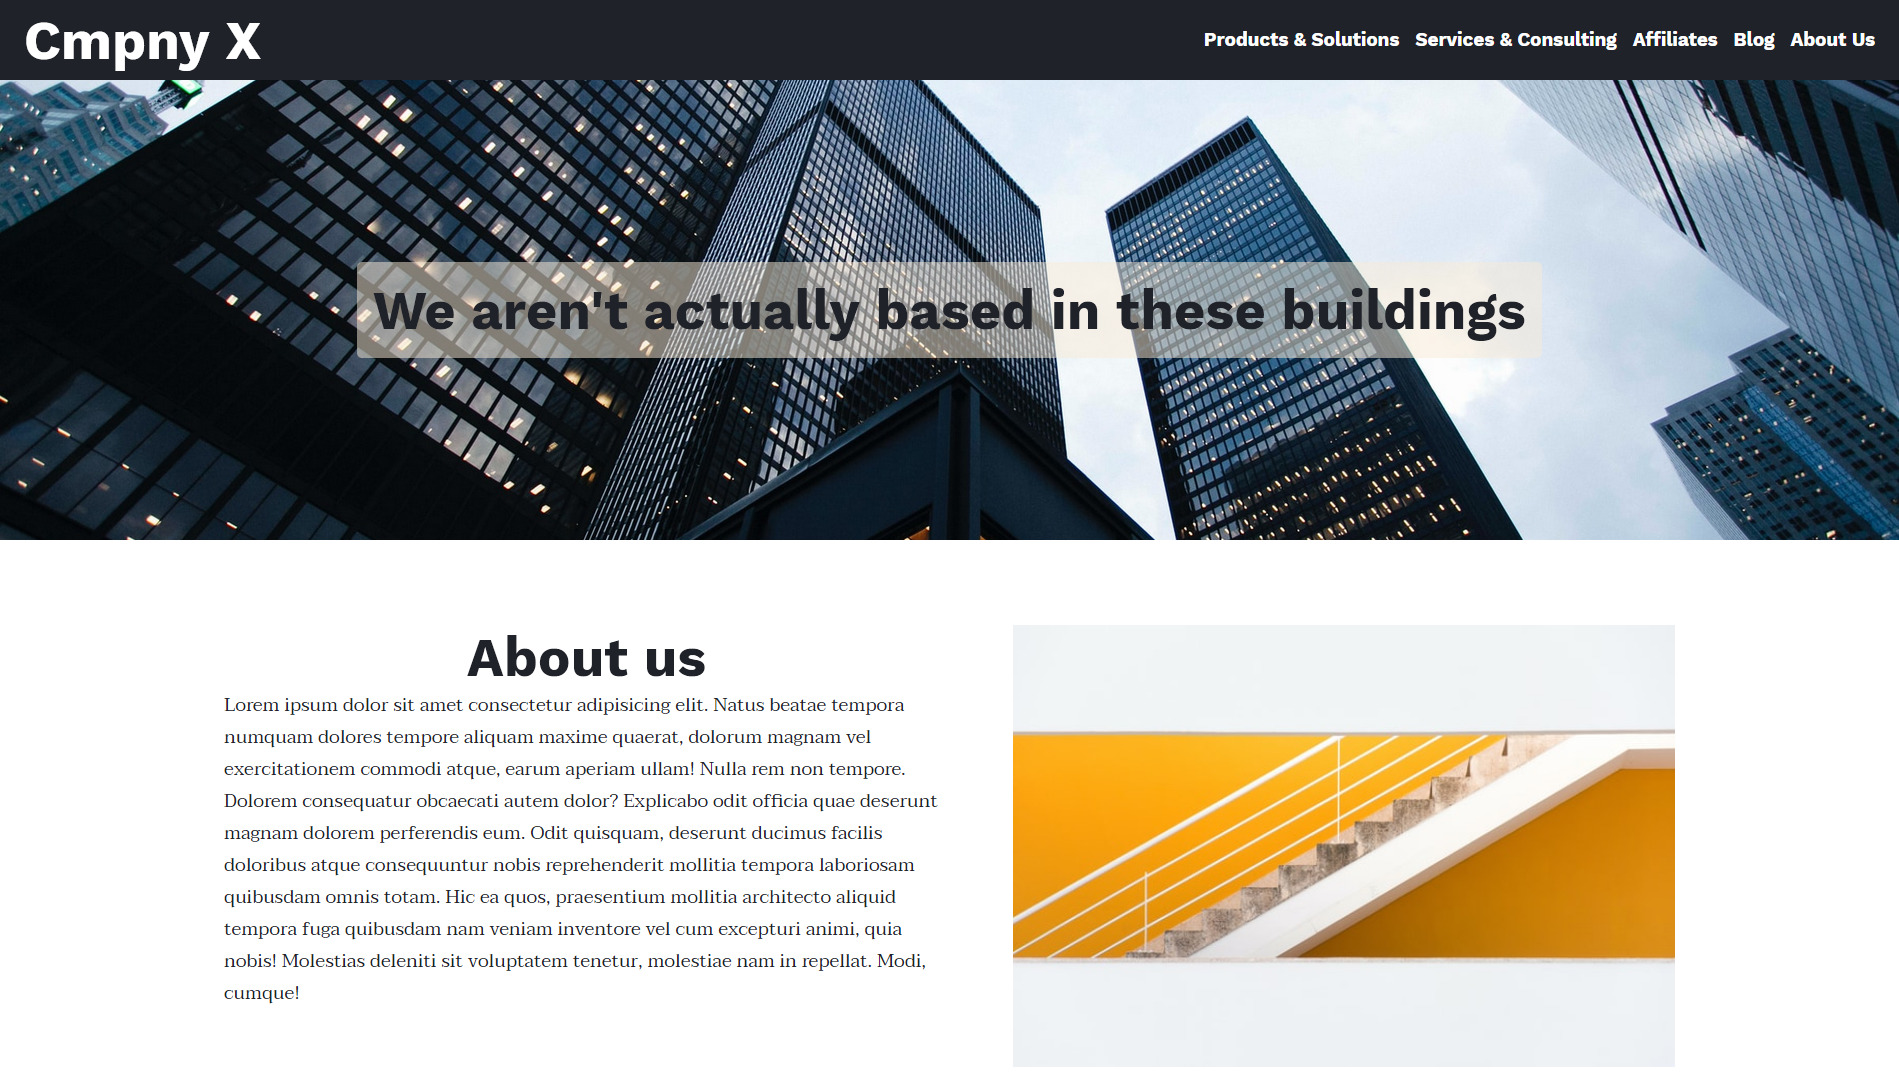 Cmpny X
Products & Solutions Services & Consulting Affiliates Blog About Us
We aren't actually based in these buildings
About us
Lorem ipsum dolor sit amet consectetur adipisicing elit. Natus beatae tempora
numquam dolores tempore aliquam maxime quaerat, dolorum magnam vel
exercitationem commodi atque, earum aperiam ullam! Nulla rem non tempore.
Dolorem consequatur obcaecati autem dolor? Explicabo odit officia quae deserunt
magnam dolorem perferendis eum. Odit quisquam, deserunt ducimus facilis
doloribus atque consequuntur nobis reprehenderit mollitia tempora laboriosam
quibusdam omnis totam. Hic ea quos, praesentium mollitia architecto aliquid
tempora fuga quibusdam nam veniam inventore vel cum excepturi animi, quia
nobis! Molestias deleniti sit voluptatem tenetur, molestiae nam in repellat. Modi,
cumque!